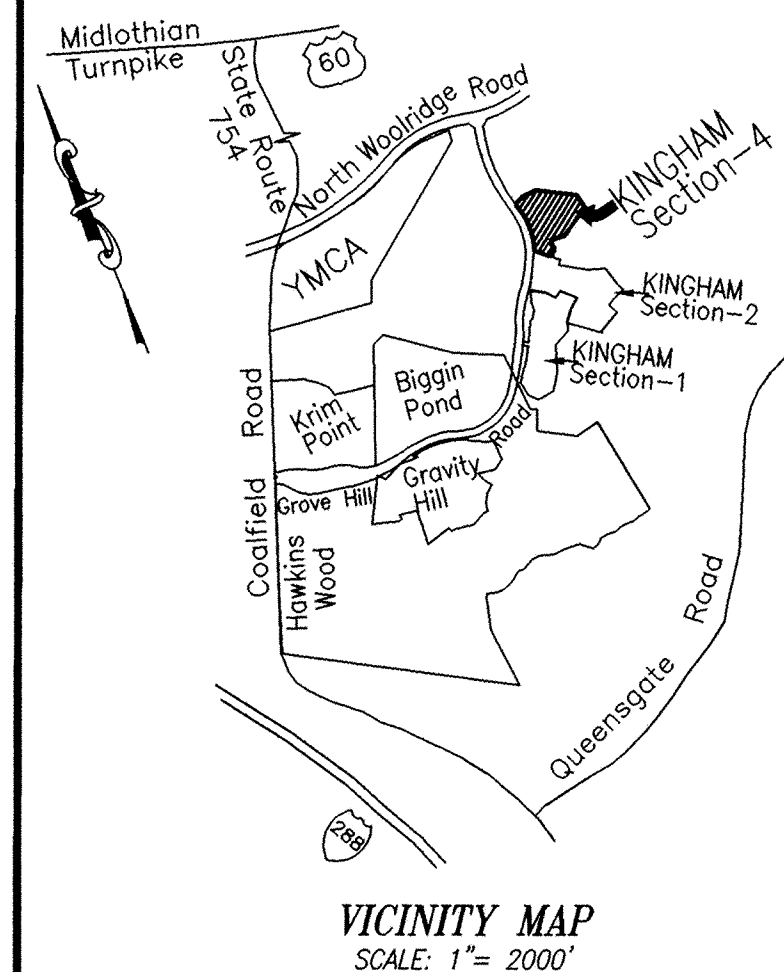 Midlothian
Turnpike
60
State Route
754
North Woolridge Road
KINGHAM
Section-4
YMCA
KINGHAM
Section-2
KINGHAM
Section-1
Biggin
Pond
Krim
Point
Coalfield Road
Grove Hill Road
Gravity
Hill
Hawkins
Wood
Queensgate Road
288
VICINITY MAP
SCALE: 1"= 2000'